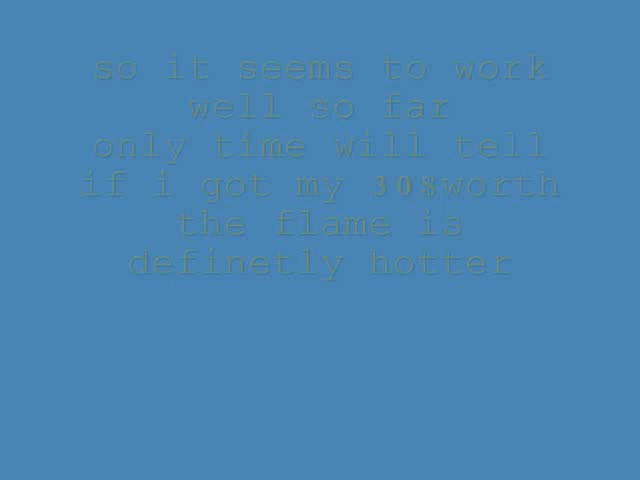 so it seems to work
well so far
only time will tell
if i got my 30$worth
the flame is
definetly hotter